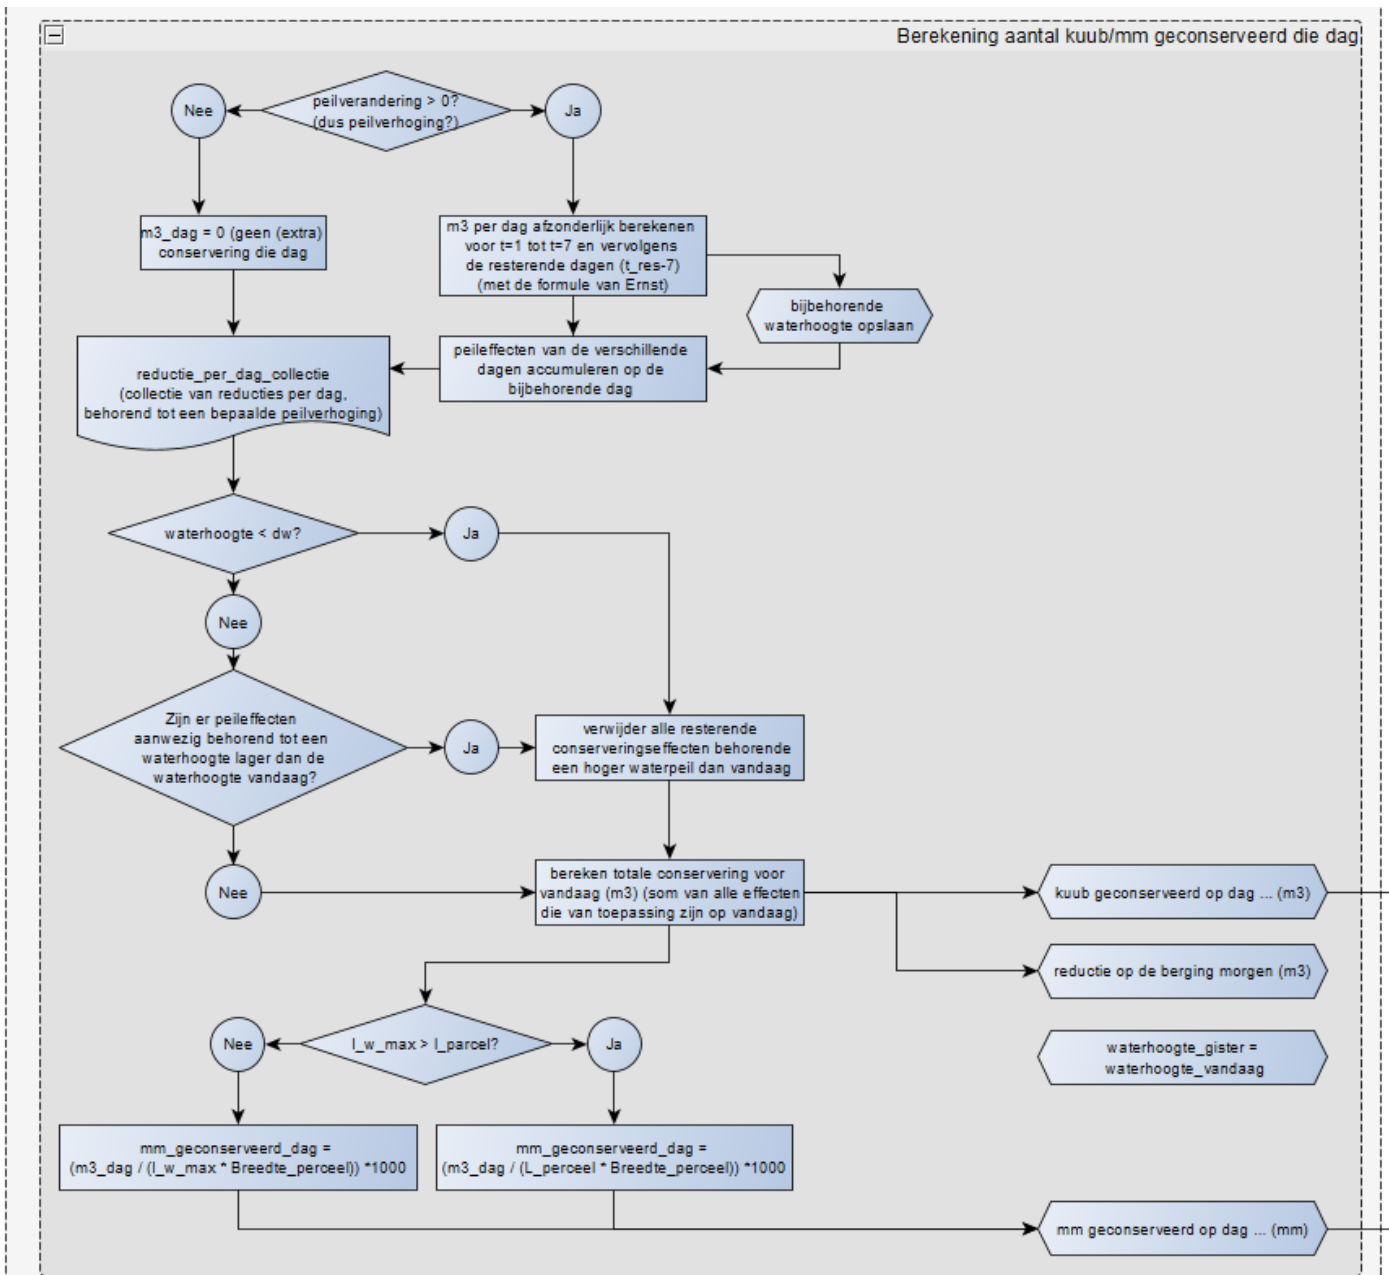 Berekening aantal kuub/mm geconserveerd die dag
peilverandering > 0?
(dus peilverhoging?)
Nee
Ja
m3_dag = 0 (geen (extra)
conservering die dag
m3 per dag afzonderlijk berekenen
voor t=1 tot t=7 en vervolgens
de resterende dagen (t_res-7)
(met de formule van Ernst)
bijbehorende
waterhoogte opslaan
peileffecten van de verschillende
dagen accumuleren op de
bijbehorende dag
reductie_per_dag_collectie
(collectie van reducties per dag,
behorend tot een bepaalde peilverhoging)
waterhoogte < dw?
Ja
Nee
Zijn er peileffecten
aanwezig behorend tot een
waterhoogte lager dan de
waterhoogte vandaag?
Ja
verwijder alle resterende
conserveringseffecten behorende
een hoger waterpeil dan vandaag
Nee
bereken totale conservering voor
vandaag (m3) (som van alle effecten
die van toepassing zijn op vandaag)
kuub geconserveerd op dag ... (m3)
reductie op de berging morgen (m3)
waterhoogte_gister =
waterhoogte_vandaag
l_w_max > l_parcel?
Nee
Ja
mm_geconserveerd_dag =
(m3_dag / (l_w_max * Breedte_perceel)) *1000
mm_geconserveerd_dag =
(m3_dag / (L_perceel * Breedte_perceel)) *1000
mm geconserveerd op dag ... (mm)